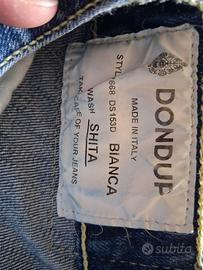 DONDUP
MADE IN ITALY
STYLE 668 DS153D BIANCA
WASH SHITA
TAKE CARE OF YOUR JEANS
subito